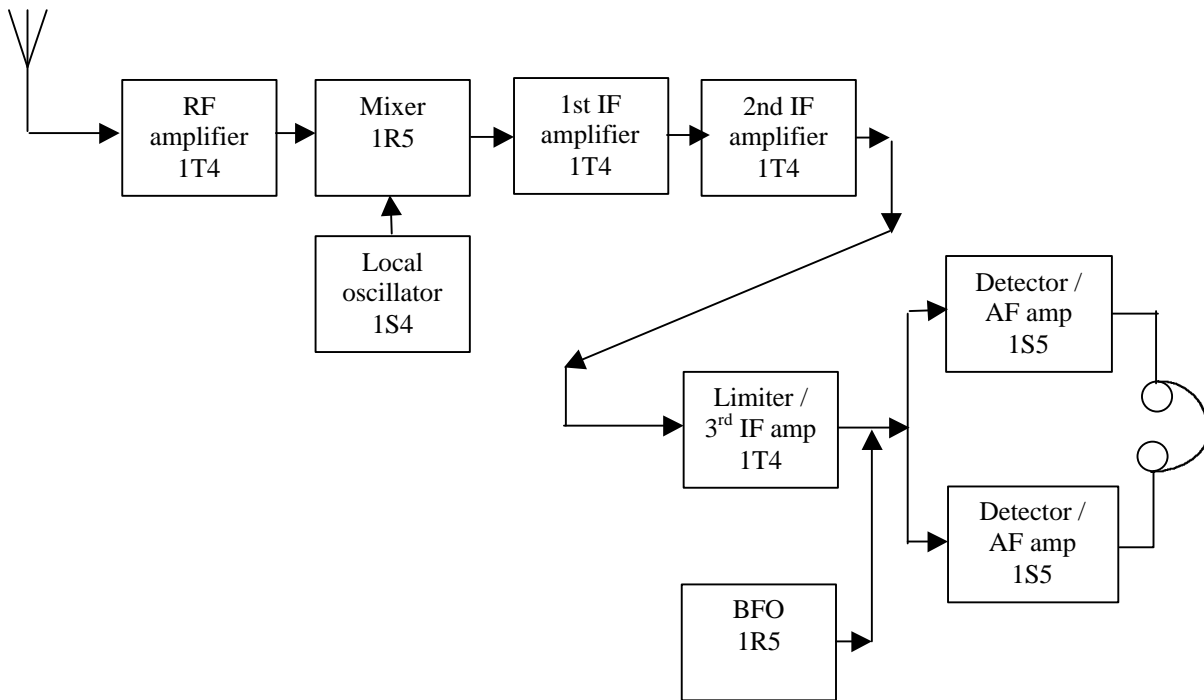 RF
amplifier
1T4
Mixer
1R5
1st IF
amplifier
1T4
2nd IF
amplifier
1T4
Local
oscillator
1S4
Detector /
AF amp
1S5
Limiter /
3rd IF amp
1T4
Detector /
AF amp
1S5
BFO
1R5